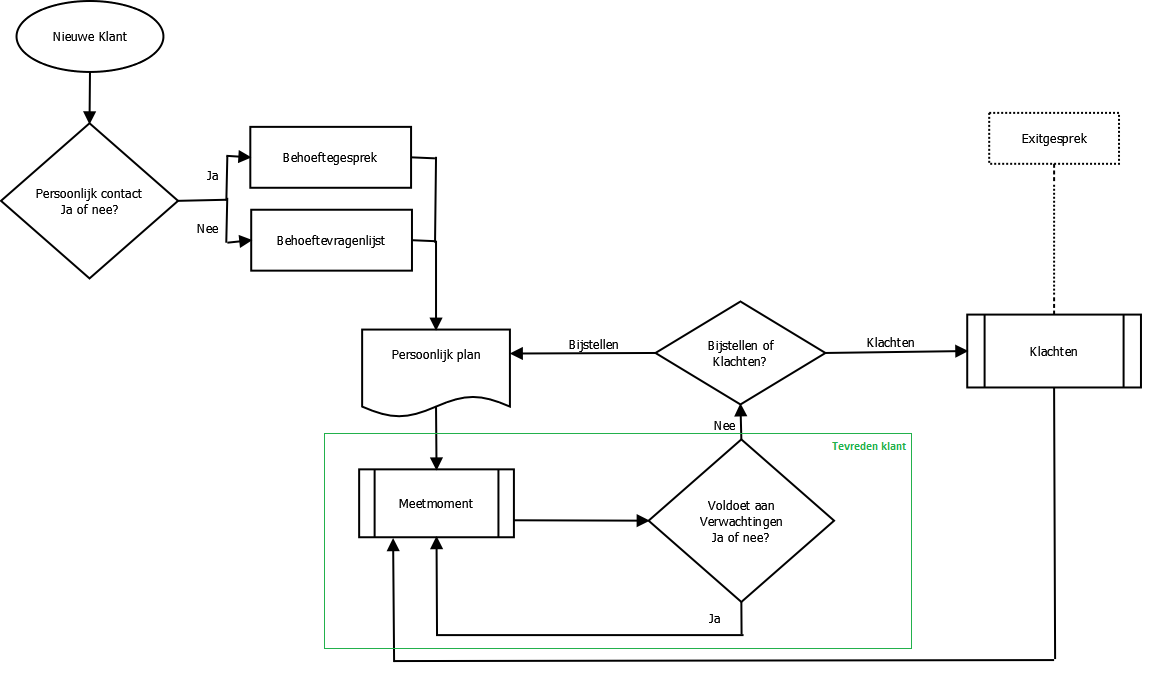 Nieuwe Klant
Persoonlijk contact
Ja of nee?
Ja
Nee
Behoeftegesprek
Behoeftevragenlijst
Exitgesprek
Persoonlijk plan
Bijstellen
Bijstellen of
Klachten?
Klachten
Klachten
Nee
Tevreden klant
Meetmoment
Voldoet aan
Verwachtingen
Ja of nee?
Ja